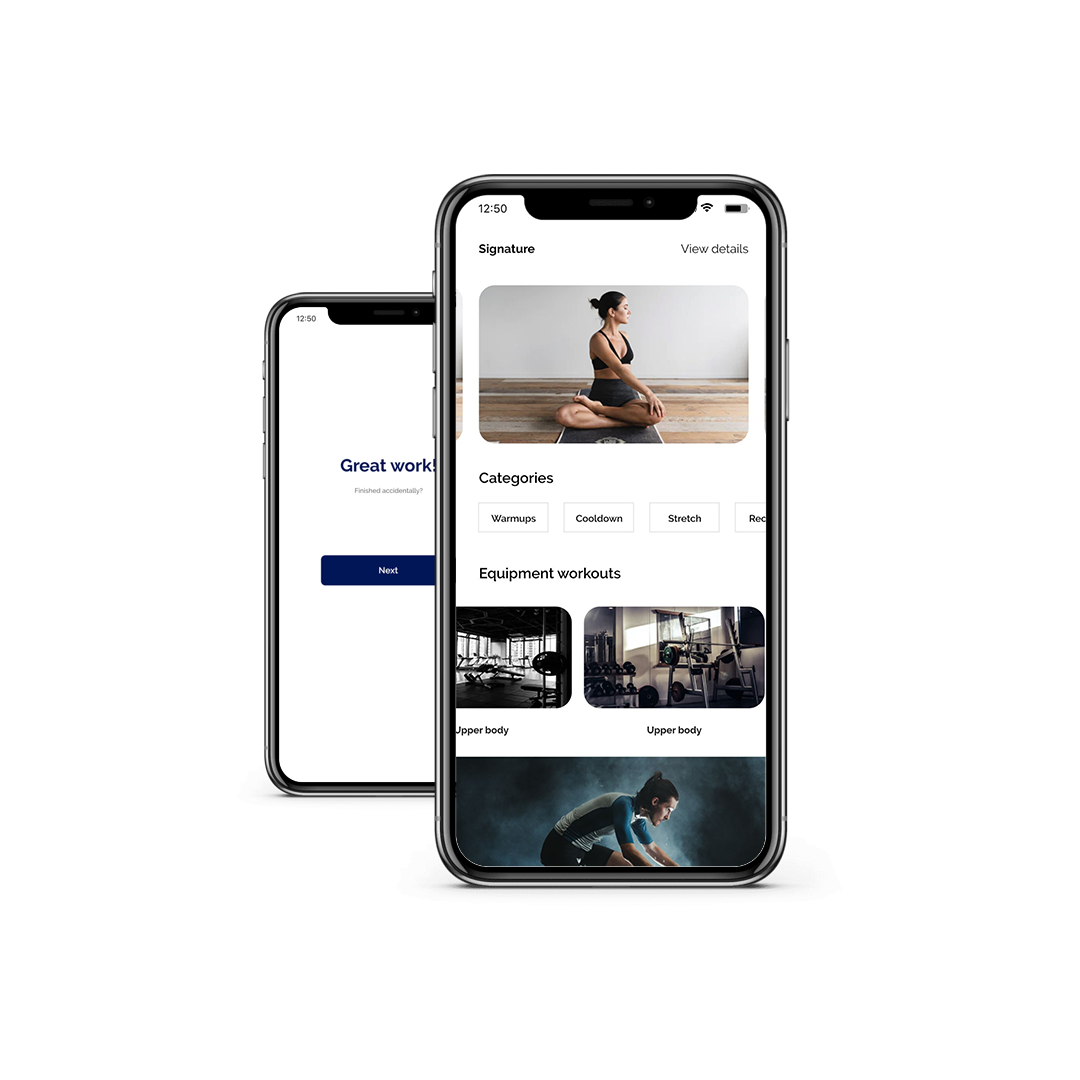 12:50
Great work!
Finished accidentally?
Next
12:50
Signature
View details
Categories
Warmups
Cooldown
Stretch
Rec
Equipment workouts
Upper body
Upper body